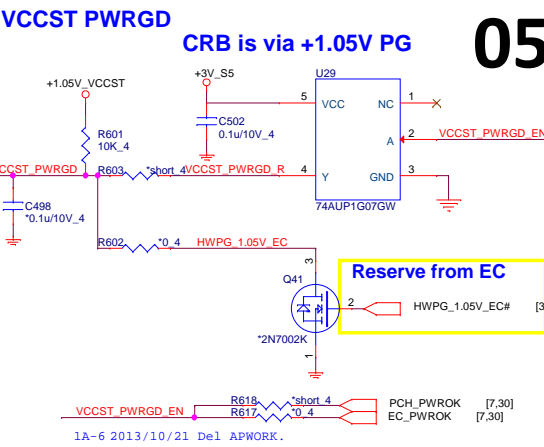 VCCST PWRGD
CRB is via +1.05V PG
05
+1.05V_VCCST
+3V_S5
U29
5
VCC
NC
1
C502
0.1u/10V_4
R601
10K_4
A
2
VCCST_PWRGD_EN
CCST_PWRGD
R603
*short_4
VCCST_PWRGD_R
4
Y
GND
3
74AUP1G07GW
C498
*0.1u/10V_4
R602
*0_4
HWPG_1.05V_EC
3
Q41
Reserve from EC
2
HWPG_1.05V_EC#
[3
*2N7002K
1
R618
*short_4
PCH_PWROK
[7,30]
VCCST_PWRGD_EN
R617
*0_4
EC_PWROK
[7,30]
1A-6 2013/10/21 Del APWORK.